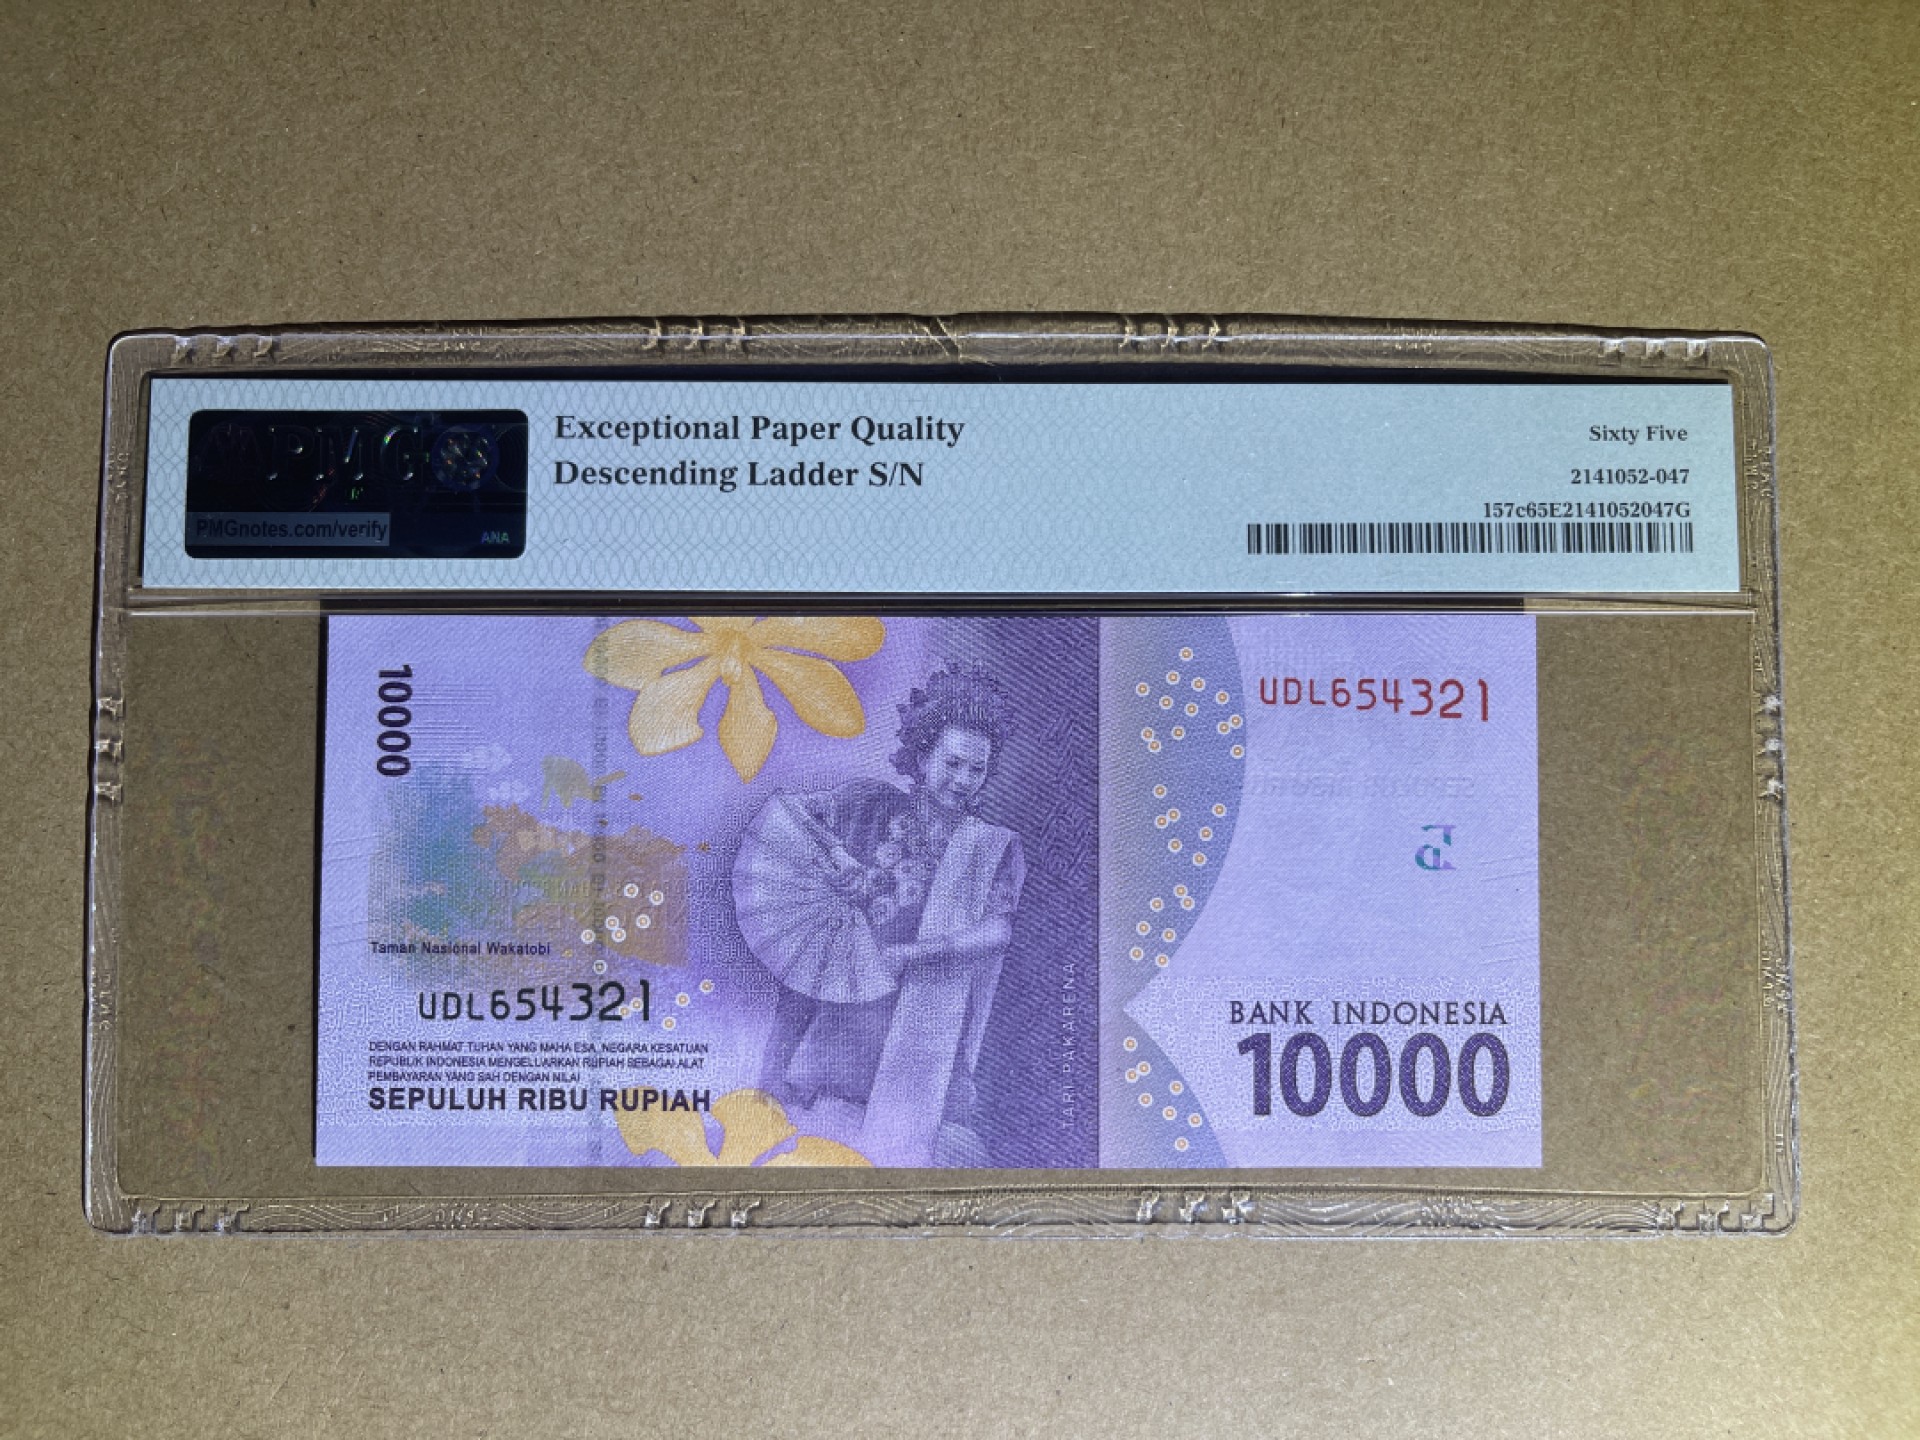 PMG
PMGnotes.com/verify
ANA
Exceptional Paper Quality
Descending Ladder S/N
Sixty Five
2141052-047
157c65E2141052047G
10000
UDL654321
Taman Nasional Wakatobi
UDL654321
DENGAN RAHMAT TUHAN YANG MAHA ESA, NEGARA KESATUAN
REPUBLIK INDONESIA MENGELUARKAN RUPIAH SEBAGAI ALAT
PEMBAYARAN YANG SAH DENGAN NILAI
SEPULUH RIBU RUPIAH
TARI PAKARENA
BANK INDONESIA
10000